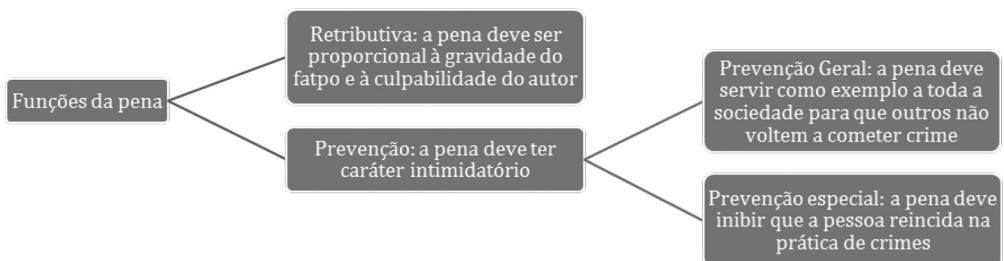 Funções da pena
Retributiva: a pena deve ser
proporcional à gravidade do
fatpo e à culpabilidade do autor
Prevenção: a pena deve ter
caráter intimidatório
Prevenção Geral: a pena deve
servir como exemplo a toda a
sociedade para que outros não
voltem a cometer crime
Prevenção especial: a pena deve
inibir que a pessoa reincida na
prática de crimes